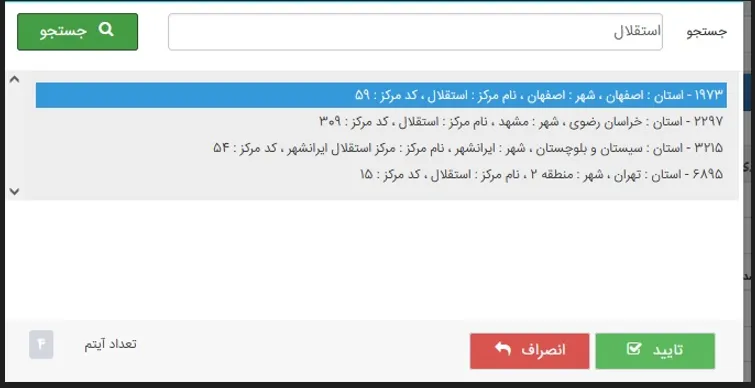 جستجو
استقلال
جستجو
۱۹۷۳ - استان : اصفهان ، شهر : اصفهان ، نام مرکز : استقلال ، کد مرکز : ۵۹
۲۲۹۷ - استان : خراسان رضوی ، شهر : مشهد ، نام مرکز : استقلال ، کد مرکز : ۳۰۹
۳۲۱۵ - استان : سیستان و بلوچستان ، شهر : ایرانشهر ، نام مرکز : مرکز استقلال ایرانشهر ، کد مرکز : ۵۴
۶۸۹۵ - استان : تهران ، شهر : منطقه ۲ ، نام مرکز : استقلال ، کد مرکز : ۱۵
تایید
انصراف
تعداد آیتم
۴